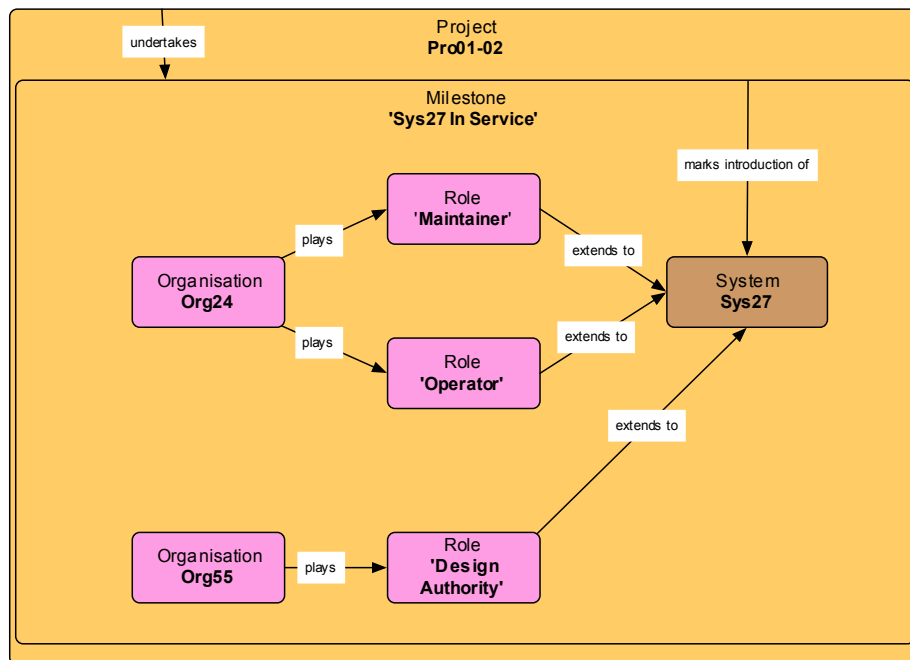 Project
Pro01-02
undertakes
Milestone
'Sys27 In Service'
marks introduction of
Role
'Maintainer'
plays
extends to
Organisation
Org24
System
Sys27
plays
extends to
Role
'Operator'
extends to
Organisation
Org55
plays
Role
'Design
Authority'